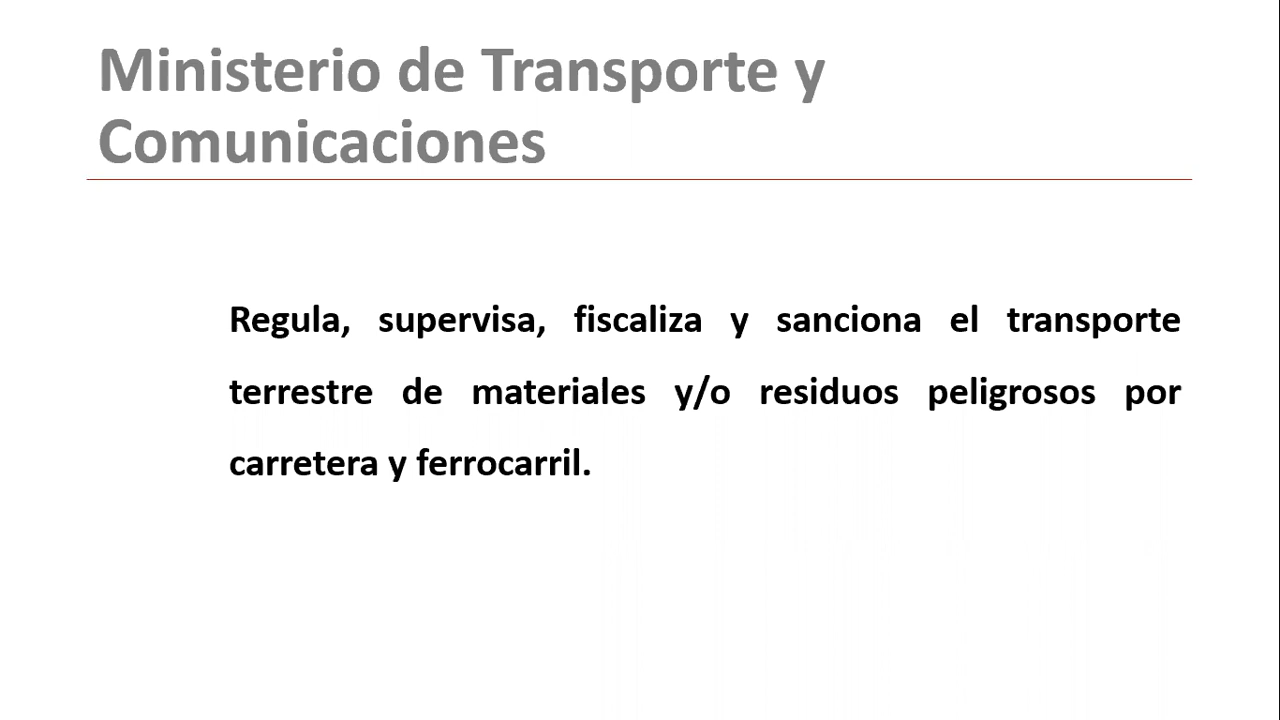 Ministerio de Transporte y
Comunicaciones
Regula, supervisa, fiscaliza y sanciona el transporte
terrestre de materiales y/o residuos peligrosos por
carretera y ferrocarril.